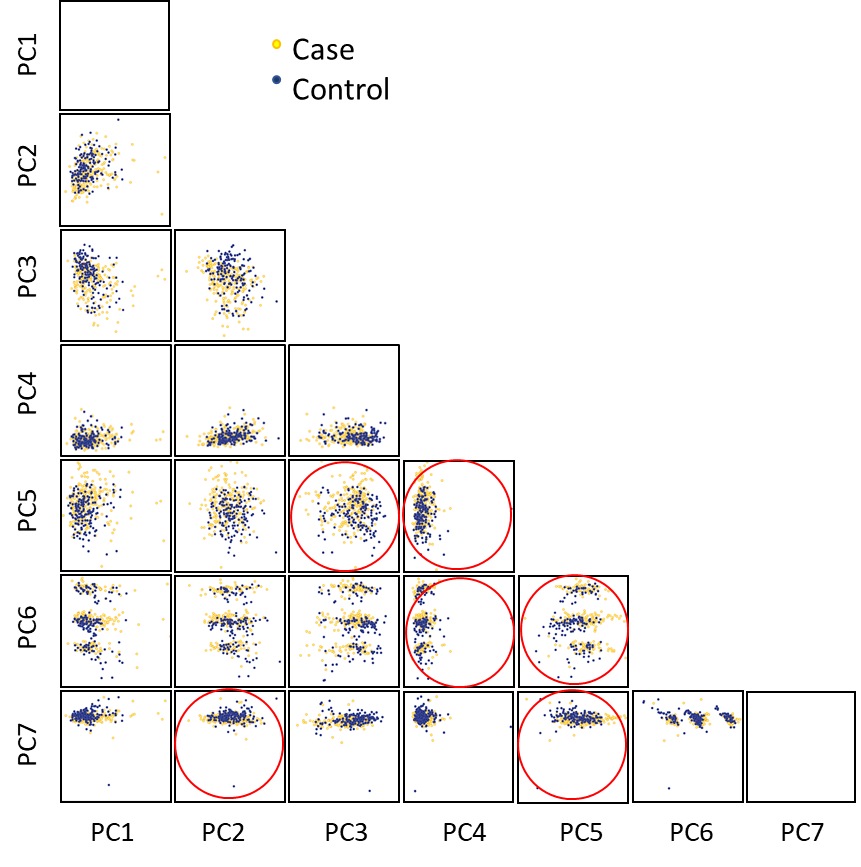 PC1
Case
Control
PC2
PC3
PC4
PC5
PC6
PC7
PC1 PC2 PC3 PC4 PC5 PC6 PC7